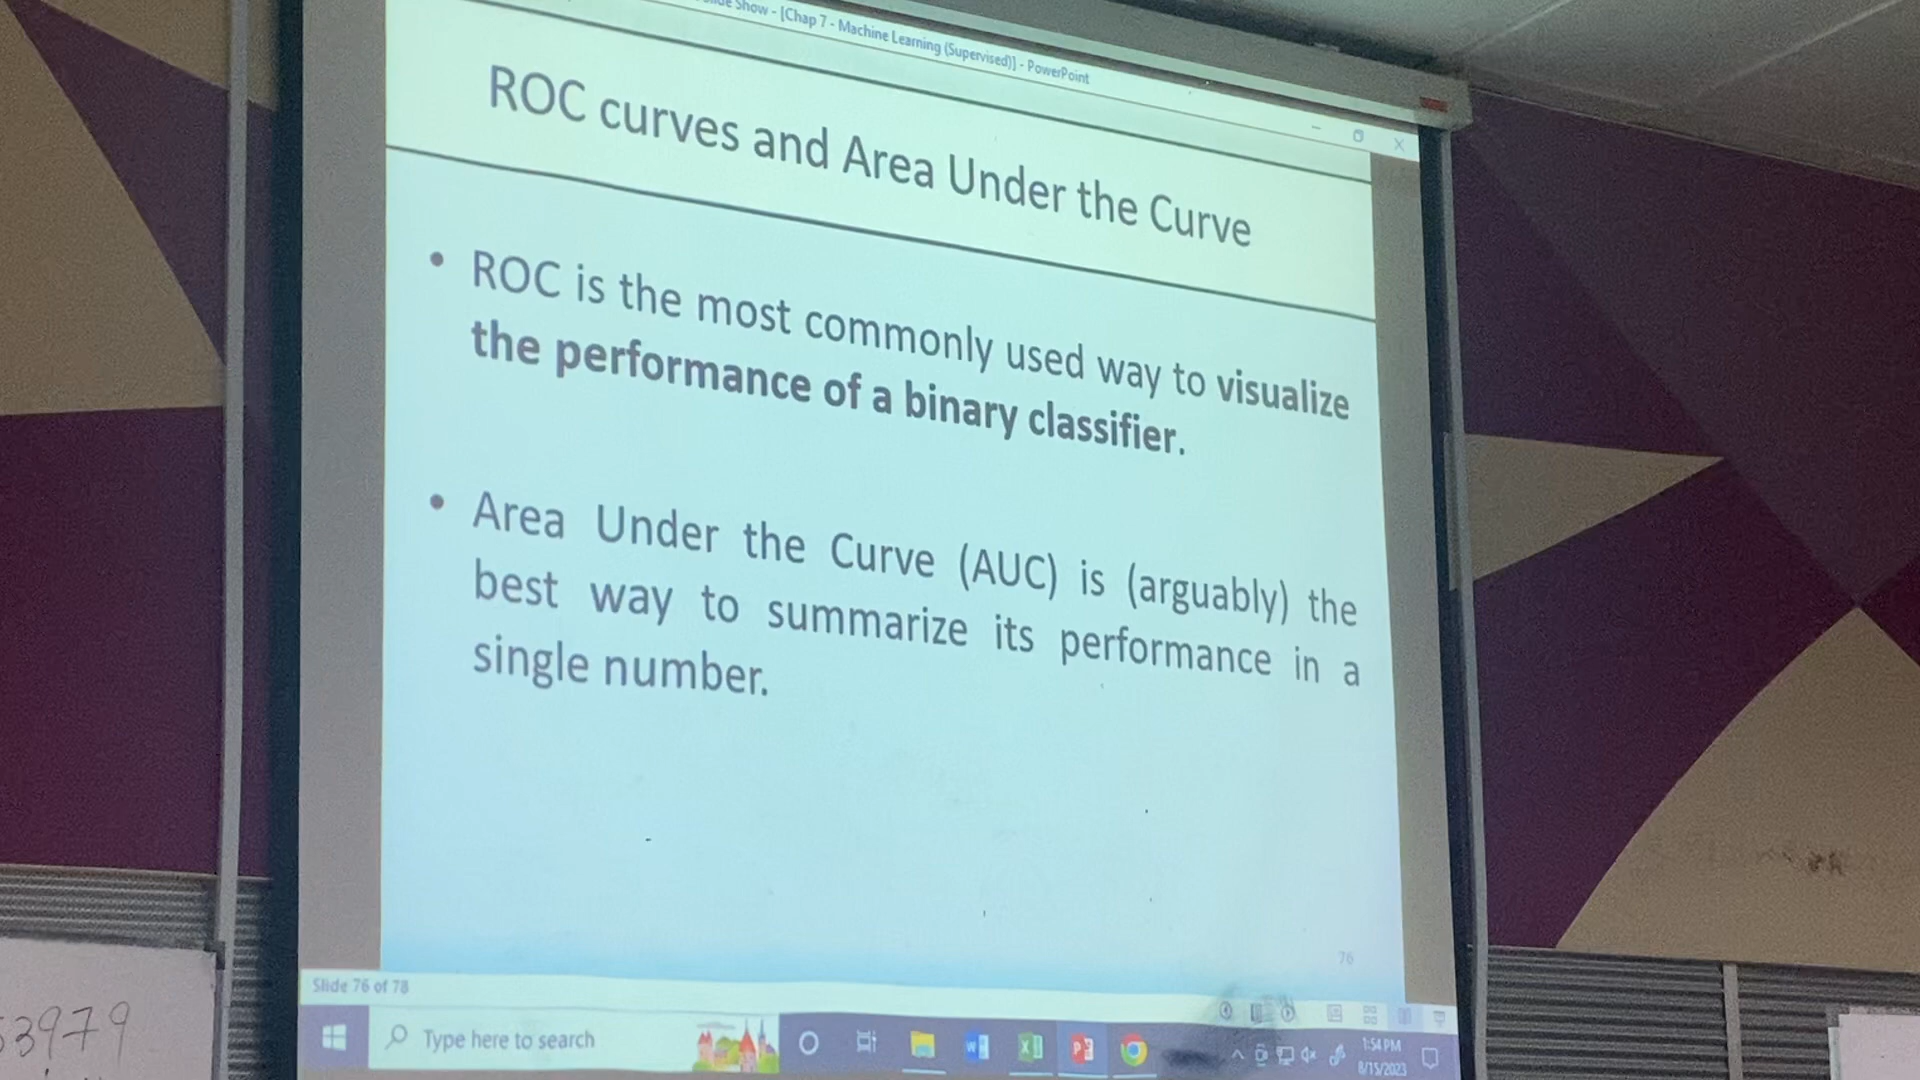 Show - [Chap 7 - Machine Learning (Supervised)] - PowerPoint
ROC curves and Area Under the Curve
• ROC is the most commonly used way to visualize
the performance of a binary classifier.
• Area Under the Curve (AUC) is (arguably) the
best way to summarize its performance in a
single number.
76
Slide 76 of 78
Type here to search
1:54 PM
8/15/2023
3979